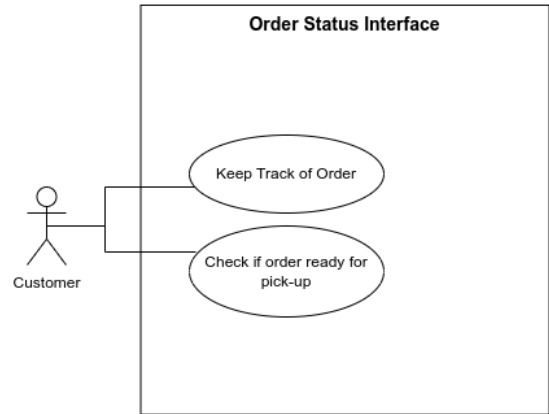 Order Status Interface
Keep Track of Order
Customer
Check if order ready for
pick-up